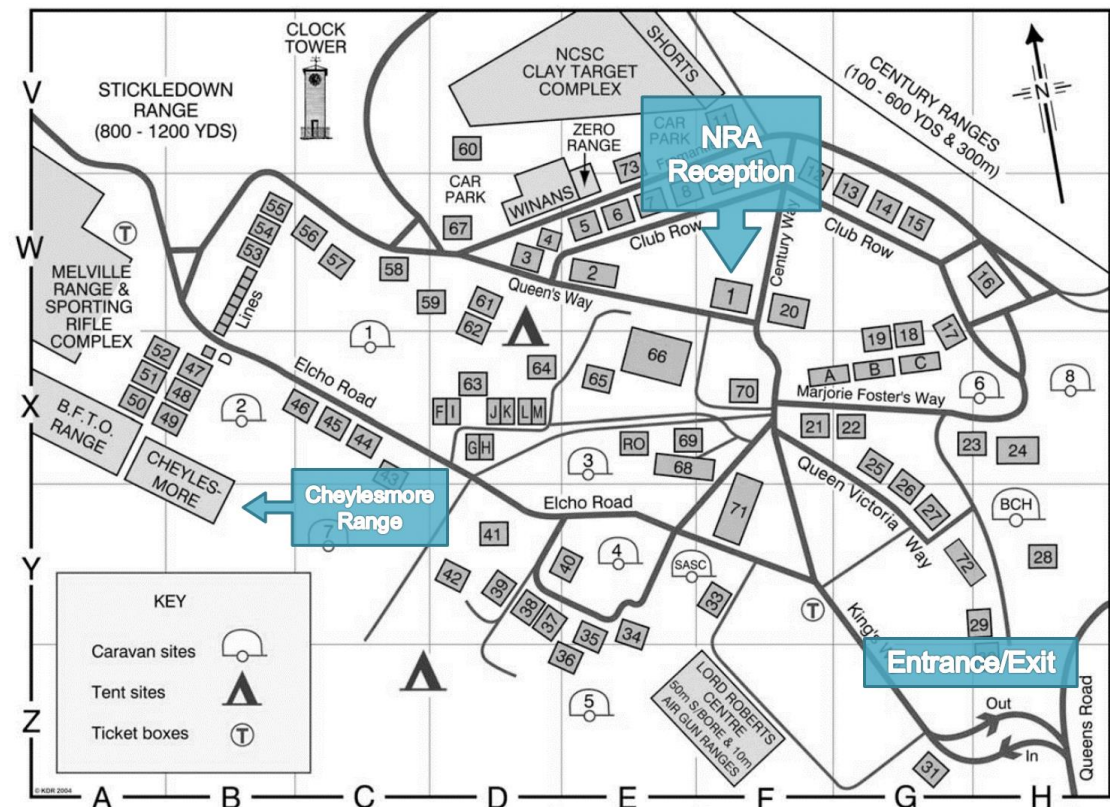 CLOCK
TOWER
NCSC
CLAY TARGET
COMPLEX
SHORTS
CENTURY RANGES
(100 - 600 YDS & 300m)
N
V
STICKLEDOWN
RANGE
(800 - 1200 YDS)
ZERO
RANGE
CAR
PARK
11
NRA
Reception
60
CAR
PARK
WINANS
73
5
6
7
8
12
13
14
15
W
T
MELVILLE
RANGE &
SPORTING
RIFLE
COMPLEX
55
54
53
56
57
58
59
67
61
62
3
4
2
Club Row
Queen's Way
1
Century Way
20
Club Row
16
17
18
19
Lines
D
1
Elcho Road
66
65
64
63
70
A
B
C
Marjorie Foster's Way
6
8
X
52
51
50
47
48
49
2
B.F.T.O.
RANGE
CHEYLES-
MORE
46
45
44
43
F
I
J
K
L
M
G
H
3
RO
69
68
21
22
23
24
25
26
27
Queen Victoria Way
Cheylesmore
Range
7
Elcho Road
71
BCH
Y
41
42
39
38
37
40
4
SASC
33
34
35
36
72
28
29
T
King's
Entrance/Exit
KEY
Caravan sites
Tent sites
Ticket boxes
T
Z
5
LORD ROBERTS
CENTRE
50m S/BORE & 10m
AIR GUN RANGES
Out
In
31
Queens Road
© KDR 2004
A
B
C
D
E
F
G
H